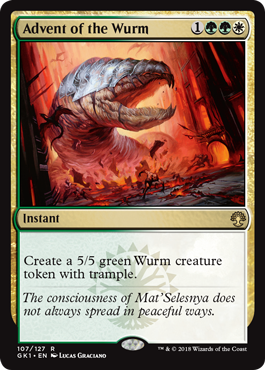 Advent of the Wurm 1
Instant
Create a 5/5 green Wurm creature
token with trample.
The consciousness of Mat'Selesnya does
not always spread in peaceful ways.
107/127 R
GK1 • EN Lucas Graciano ™ & © 2018 Wizards of the Coast